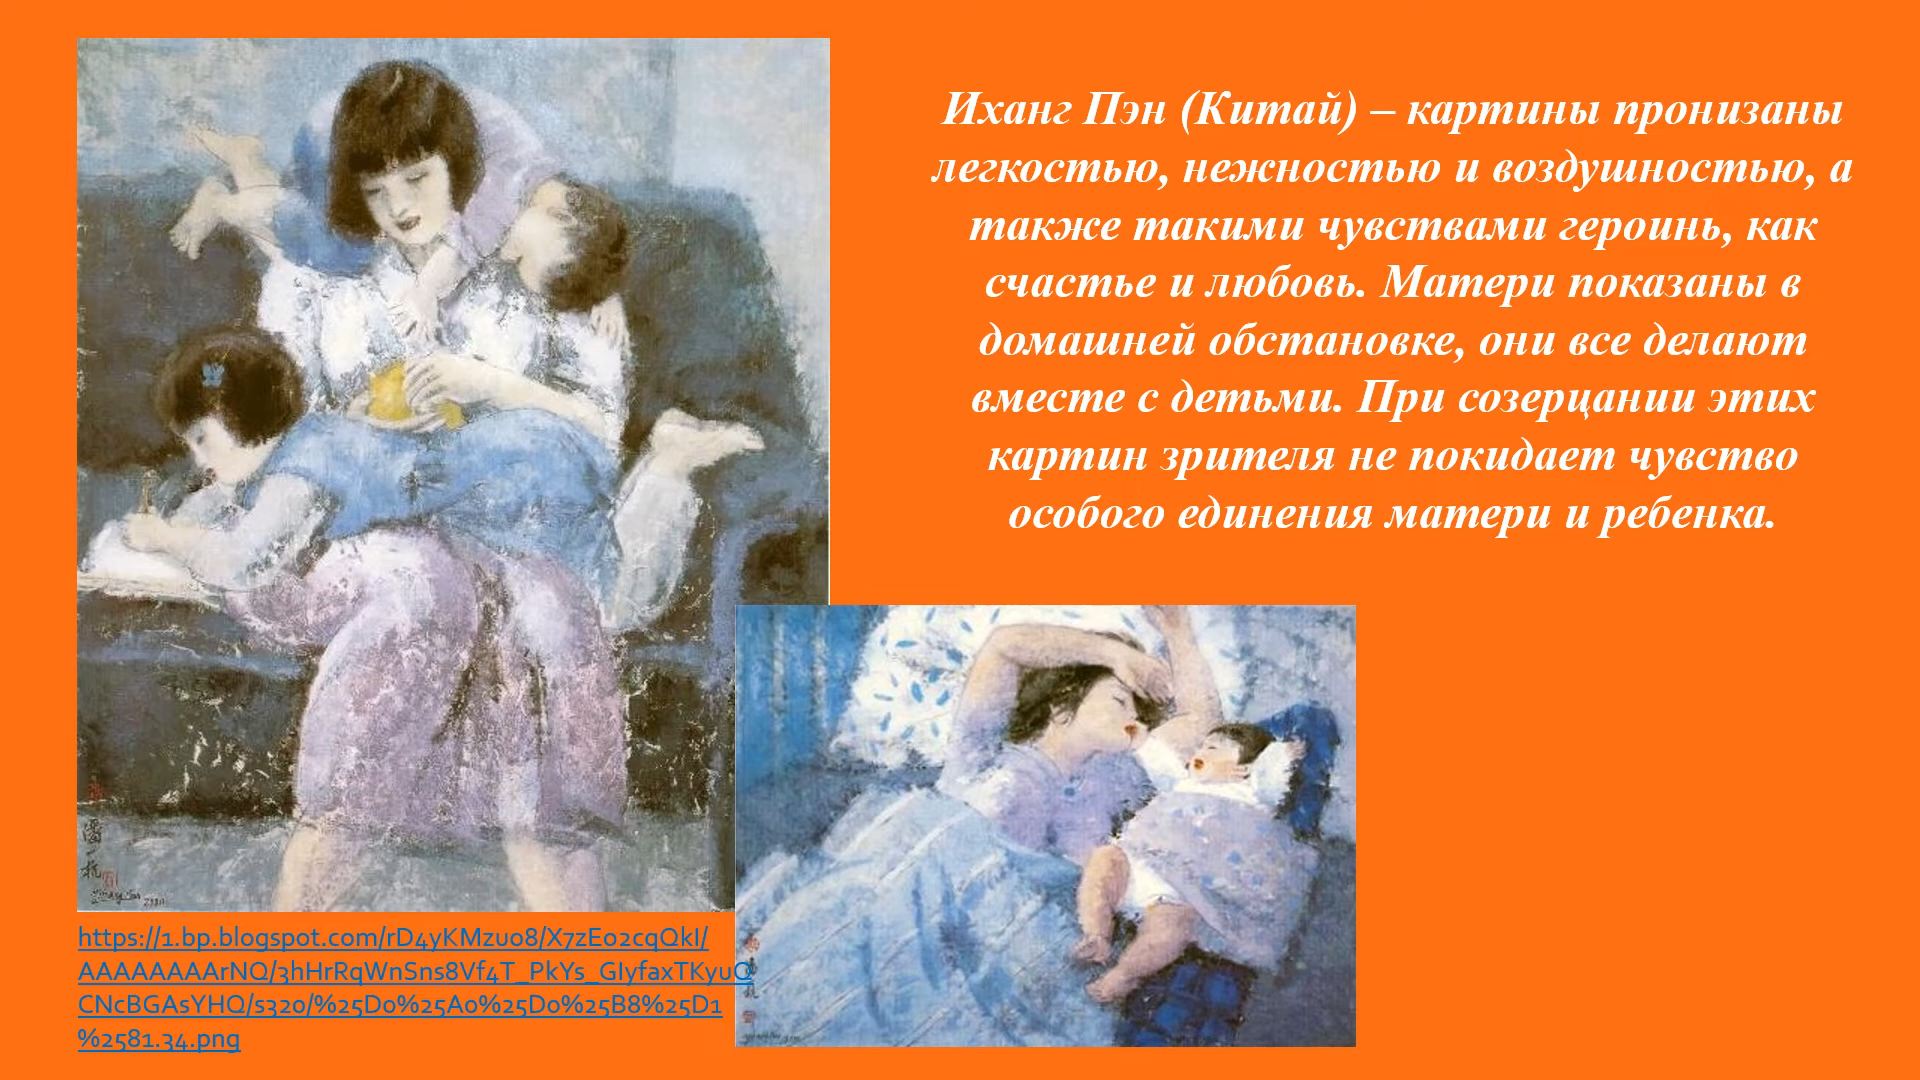 Иханг Пэн (Китай) – картины пронизаны
легкостью, нежностью и воздушностью, а
также такими чувствами героинь, как
счастье и любовь. Матери показаны в
домашней обстановке, они все делают
вместе с детьми. При созерцании этих
картин зрителя не покидает чувство
особого единения матери и ребенка.
https://1.bp.blogspot.com/rD4yKMzuo8/X7zEo2cqQkI/
AAAAAAAArNQ/3hHrRqWnSns8Vf4T_PkYs_GIyfaxTKyuQ
CNcBGAsYHQ/s320/%25D0%25A0%25D0%25B8%25D1
%2581.34.png